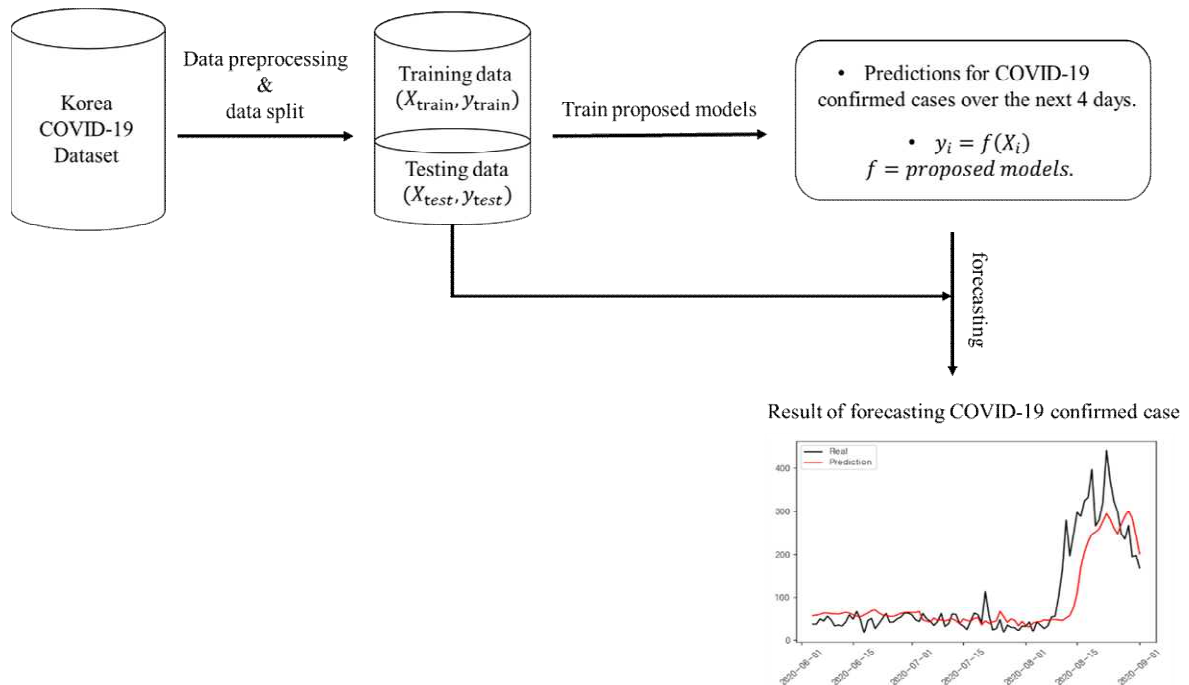 Korea
COVID-19
Dataset
Data preprocessing
&
data split
Training data
(X_train, y_train)
Testing data
(X_test, y_test)
Train proposed models
• Predictions for COVID-19
confirmed cases over the next 4 days.
• y_i = f(X_i)
f = proposed models.
forecasting
Result of forecasting COVID-19 confirmed case
Real
Prediction
400
300
200
100
0
2020-06-01
2020-06-15
2020-07-01
2020-07-15
2020-08-01
2020-08-15
2020-09-01